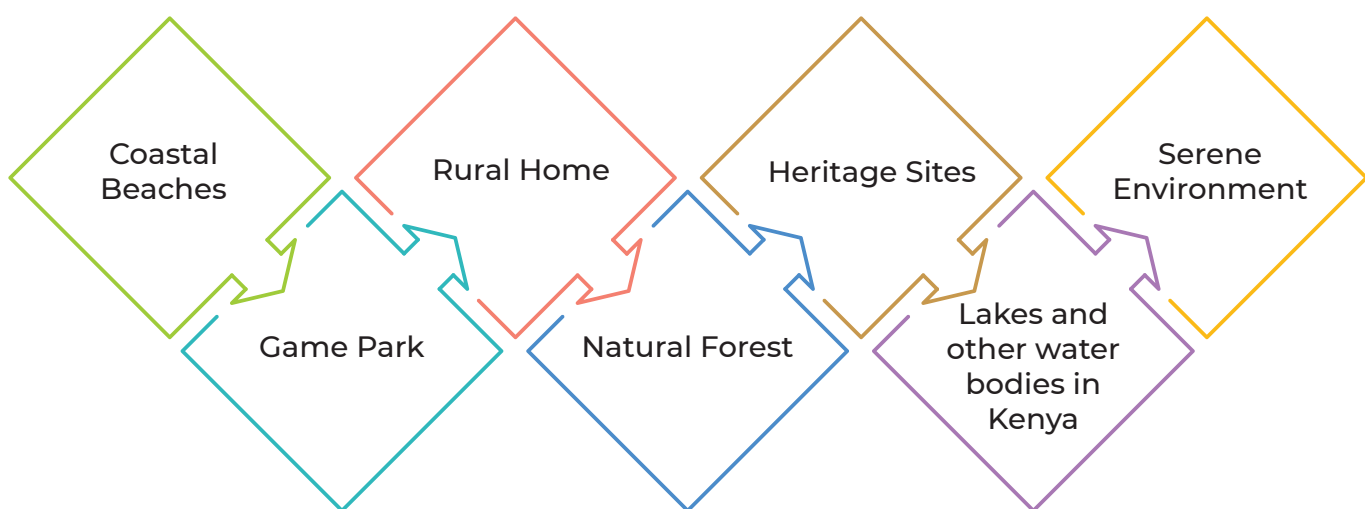 Coastal
Beaches
Game Park
Rural Home
Natural Forest
Heritage Sites
Lakes and
other water
bodies in
Kenya
Serene
Environment